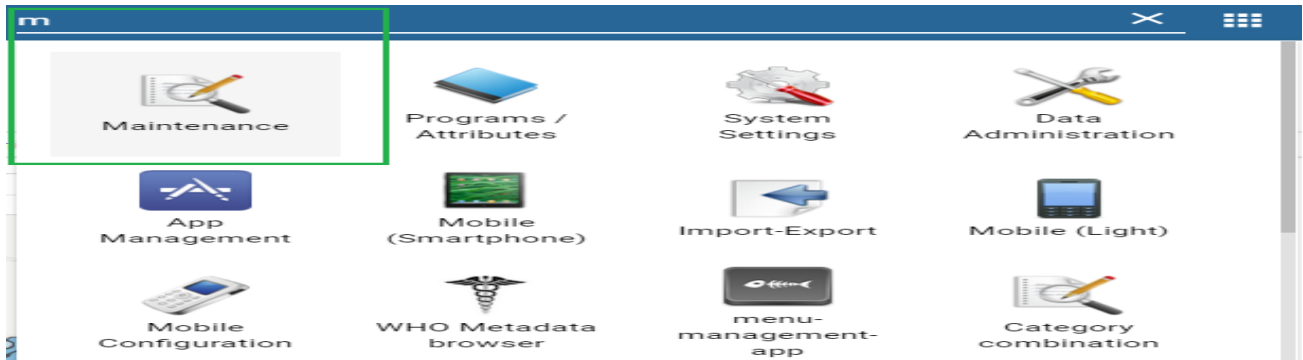 m
Maintenance
Programs /
Attributes
System
Settings
Data
Administration
App
Management
Mobile
(Smartphone)
Import-Export
Mobile (Light)
Mobile
Configuration
WHO Metadata
browser
menu-
management-
app
Category
combination